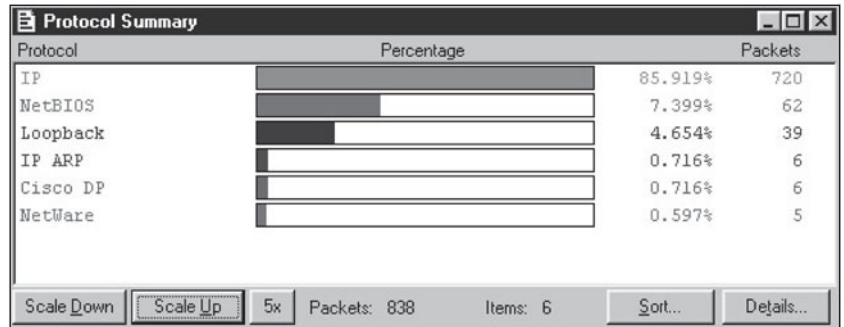 Protocol Summary
Protocol Percentage Packets
IP 85.919% 720
NetBIOS 7.399% 62
Loopback 4.654% 39
IP ARP 0.716% 6
Cisco DP 0.716% 6
NetWare 0.597% 5
Scale Down Scale Up 5x Packets: 838 Items: 6 Sort... Details...